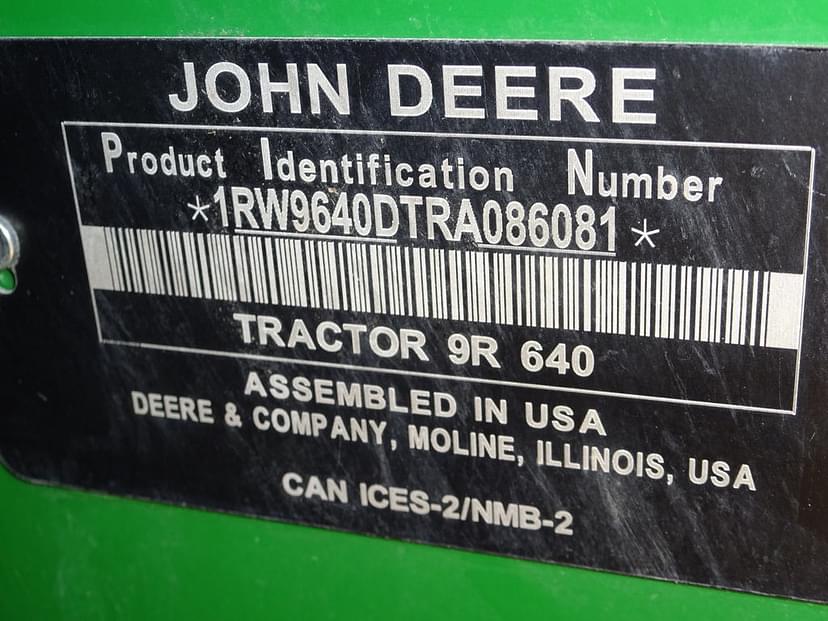 JOHN DEERE
Product Identification Number
*1RW9640DTRA086081*
TRACTOR 9R 640
ASSEMBLED IN USA
DEERE & COMPANY, MOLINE, ILLINOIS, USA
CAN ICES-2/NMB-2